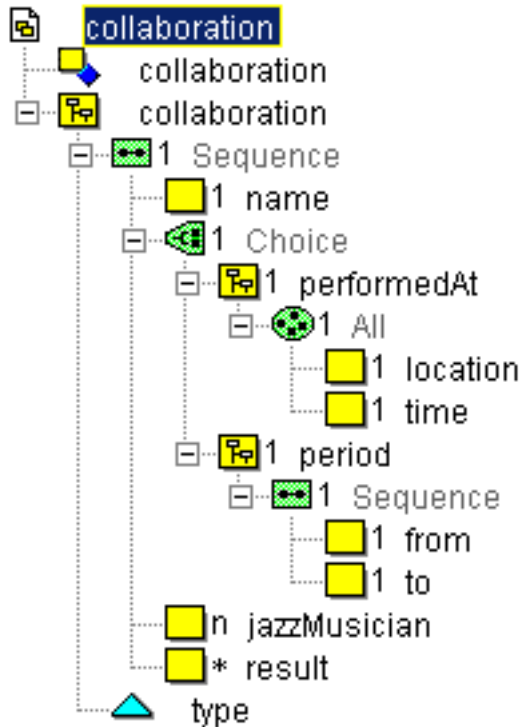 collaboration
collaboration
collaboration
1 Sequence
1 name
1 Choice
1 performedAt
1 All
1 location
1 time
1 period
1 Sequence
1 from
1 to
n jazzMusician
* result
type